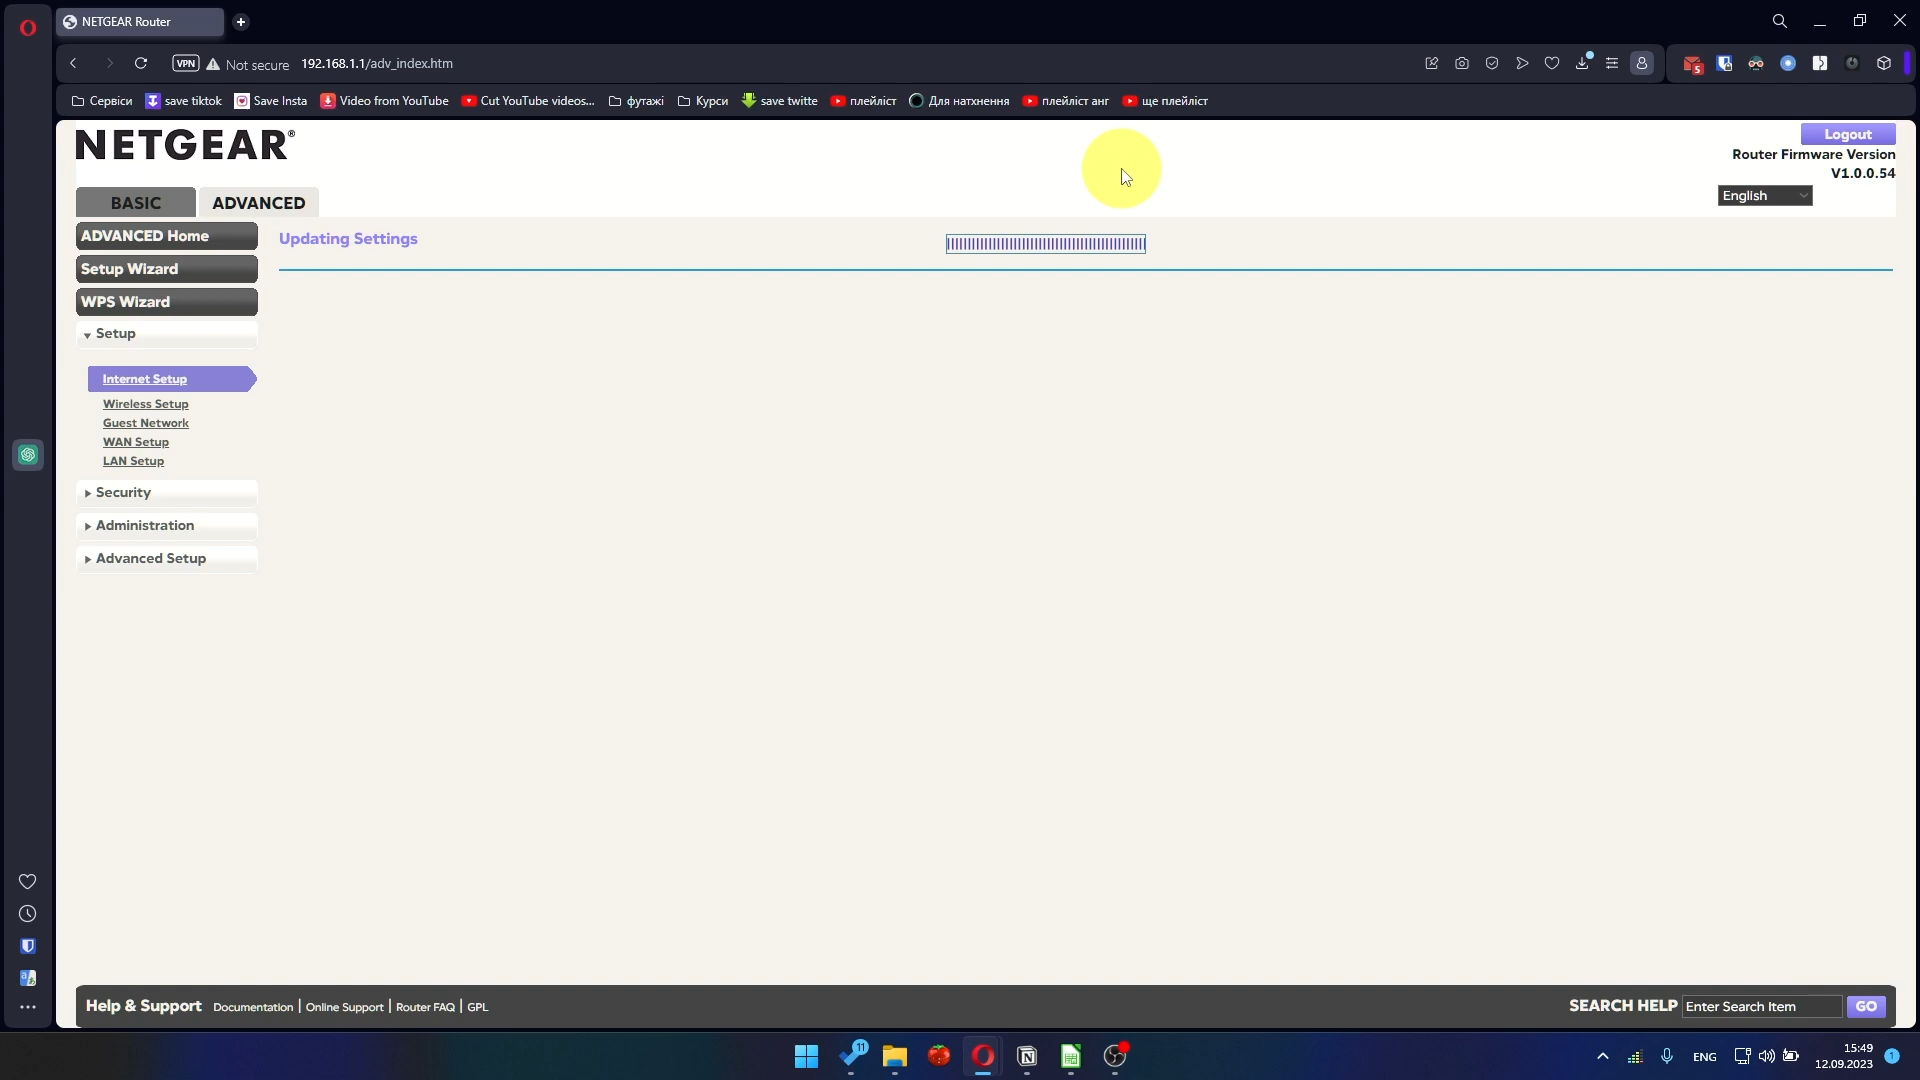 NETGEAR Router
VPN Not secure 192.168.1.1/adv_index.htm
5
Сервіси save tiktok Save Insta Video from YouTube Cut YouTube videos... футажі Курси save twitte плейліст Для натхнення плейліст анг ще плейліст
NETGEAR®
Logout
Router Firmware Version
V1.0.0.54
English
BASIC ADVANCED
ADVANCED Home
Setup Wizard
WPS Wizard
Setup
Internet Setup
Wireless Setup
Guest Network
WAN Setup
LAN Setup
Security
Administration
Advanced Setup
Updating Settings
Help & Support Documentation | Online Support | Router FAQ | GPL
SEARCH HELP Enter Search Item GO
11
ENG
15:49
12.09.2023
1